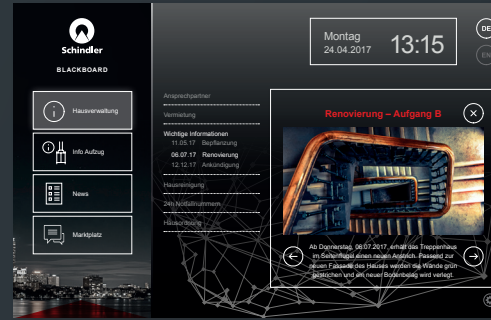 Schindler
BLACKBOARD
Hausverwaltung
Info Aufzug
News
Marktplatz
Montag
24.04.2017
13:15
DE
EN
Ansprechpartner
Vermietung
Wichtige Informationen
11.05.17 Bepflanzung
06.07.17 Renovierung
12.12.17 Ankündigung
Hausreinigung
24h Notfallnummern
Hausordnung
Renovierung – Aufgang B
Ab Donnerstag, 06.07.2017, erhält das Treppenhaus
im Seitenflügel einen neuen Anstrich. Passend zur
neuen Fassade des Hauses werden die Wände grün
gestrichen und ein neuer Bodenbelag wird verlegt.